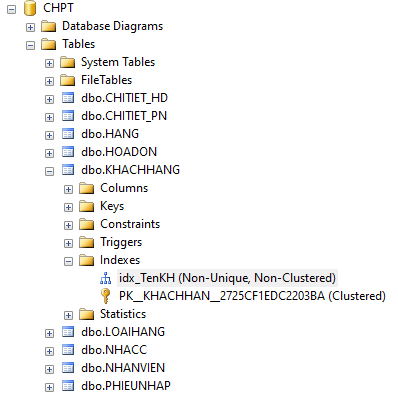 CHPT
Database Diagrams
Tables
System Tables
FileTables
dbo.CHITIET_HD
dbo.CHITIET_PN
dbo.HANG
dbo.HOADON
dbo.KHACHHANG
Columns
Keys
Constraints
Triggers
Indexes
idx_TenKH (Non-Unique, Non-Clustered)
PK__KHACHHAN__2725CF1EDC2203BA (Clustered)
Statistics
dbo.LOAIHANG
dbo.NHACC
dbo.NHANVIEN
dbo.PHIEUNHAP